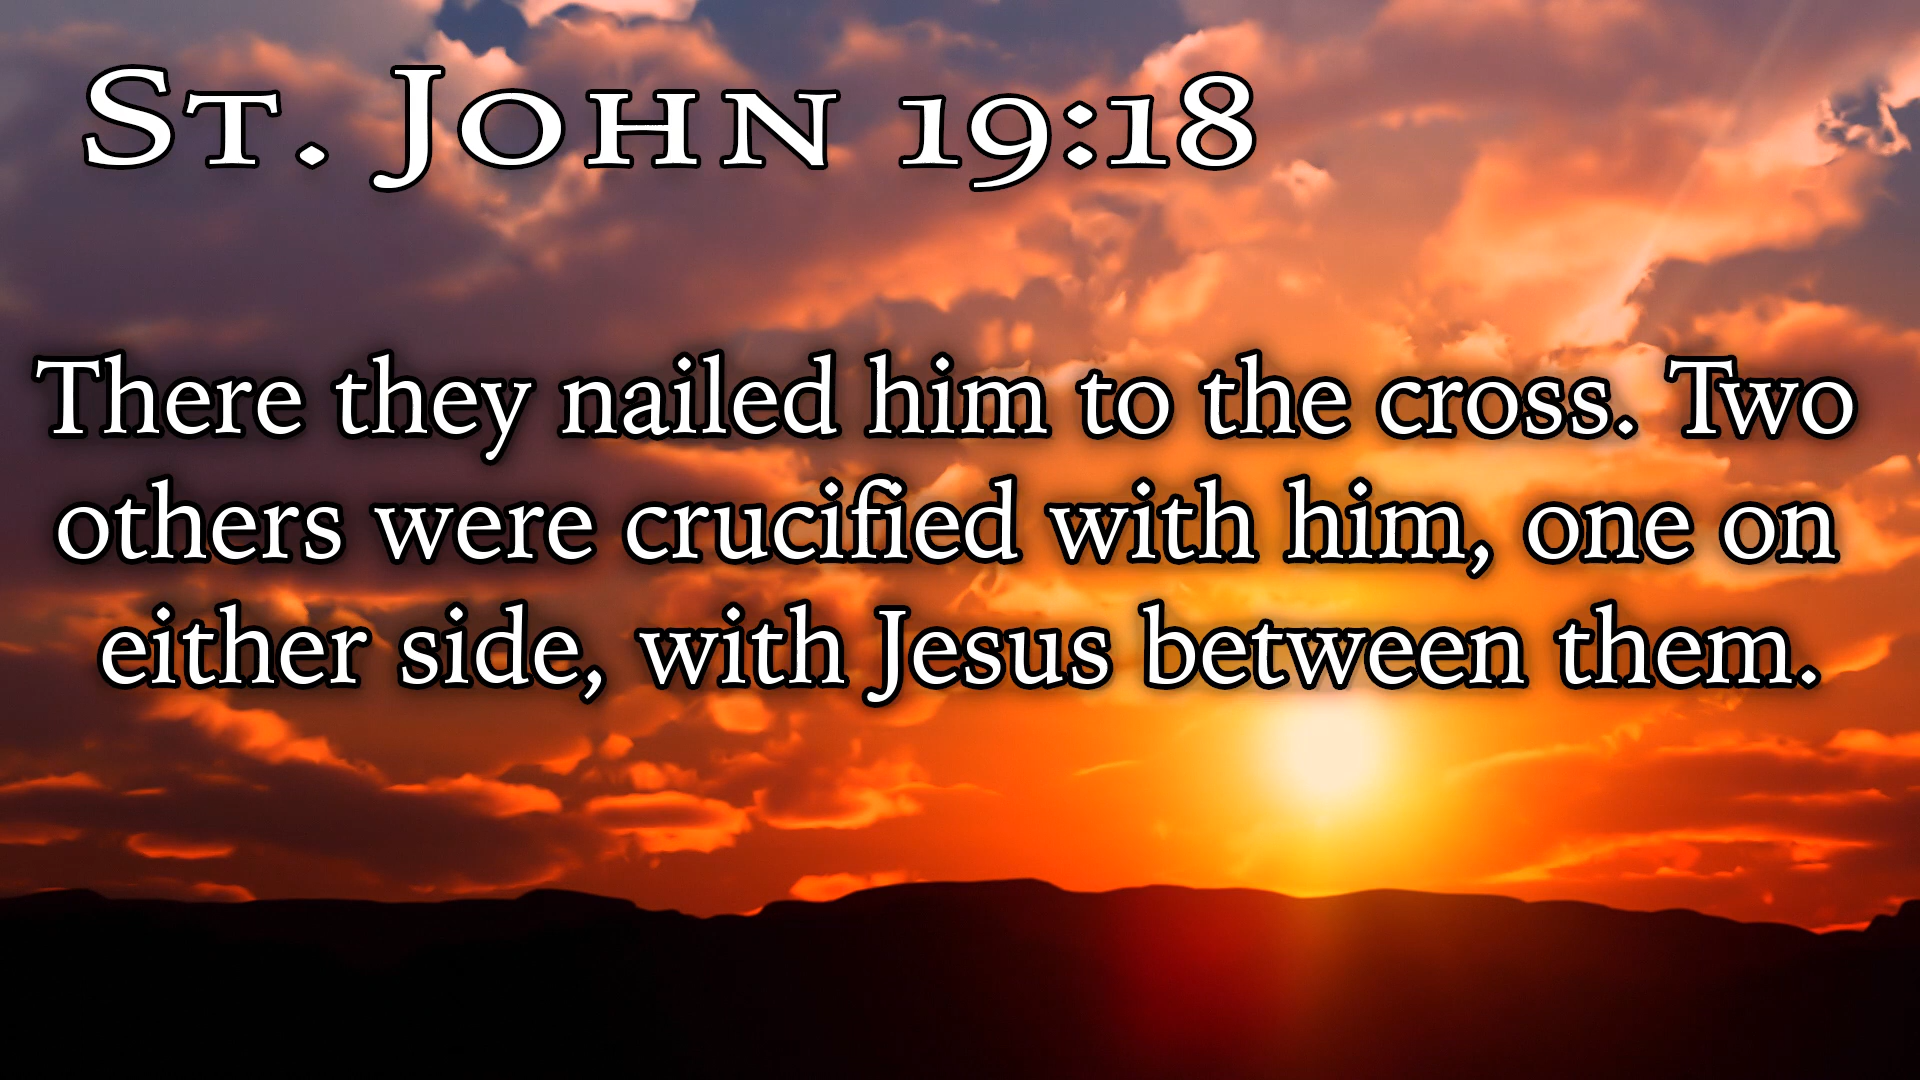 St. John 19:18
There they nailed him to the cross. Two
others were crucified with him, one on
either side, with Jesus between them.